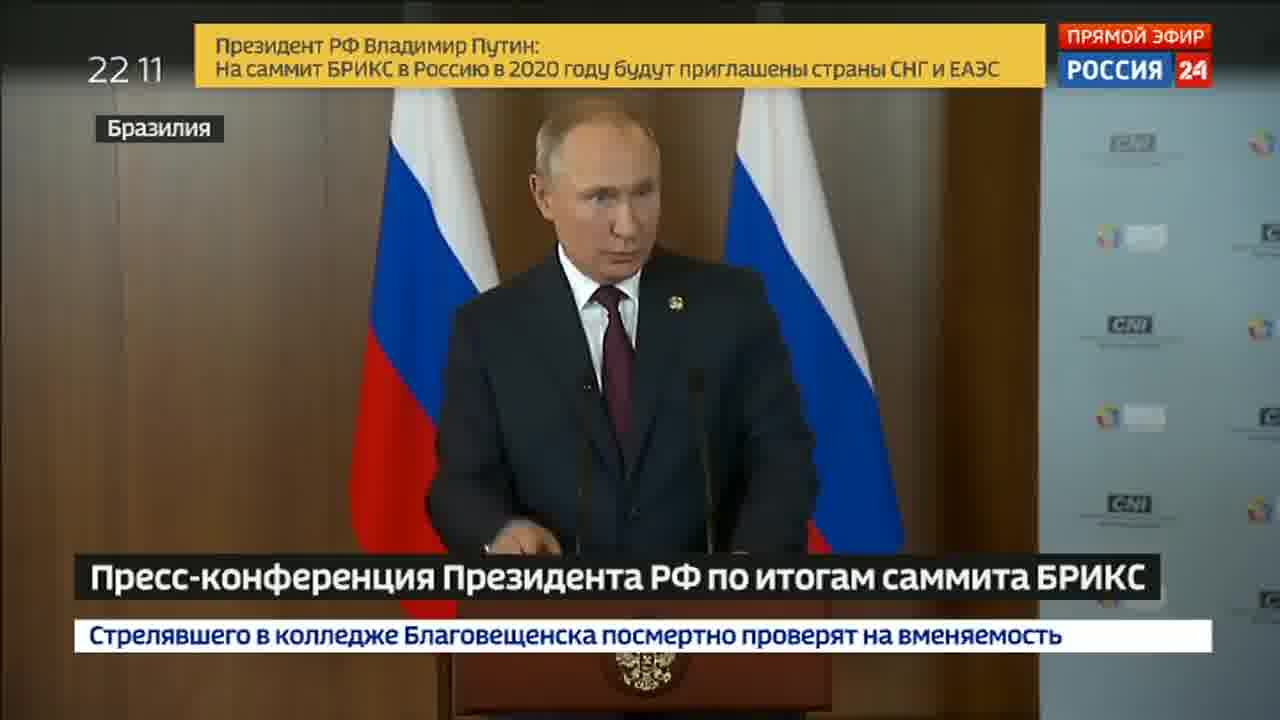 22 11
Президент РФ Владимир Путин:
На саммит БРИКС в Россию в 2020 году будут приглашены страны СНГ и ЕАЭС
ПРЯМОЙ ЭФИР
РОССИЯ 24
Бразилия
CNI
CNI
CNI
Пресс-конференция Президента РФ по итогам саммита БРИКС
Стрелявшего в колледже Благовещенска посмертно проверят на вменяемость